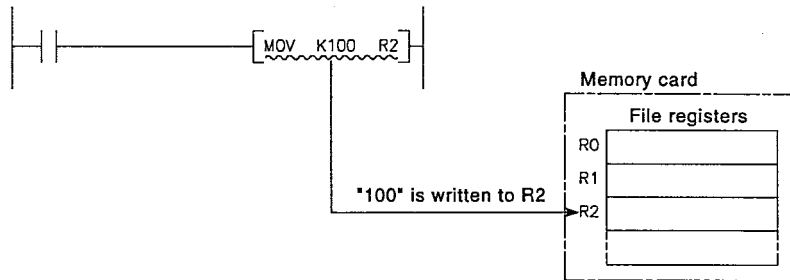 MOV K100 R2
Memory card
File registers
R0
R1
"100" is written to R2
R2